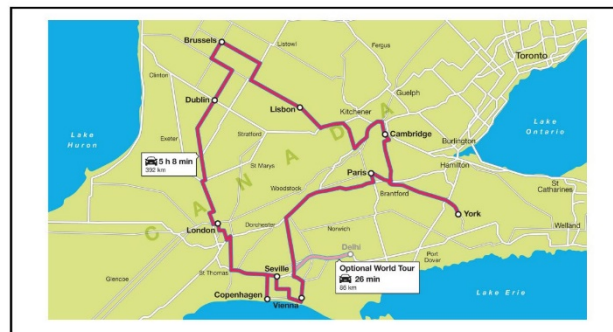 Brussels
Listowl
Fergus
Toronto
Clinton
Guelph
Dublin
Lisbon
Kitchener
Lake
Ontario
Lake
Huron
Exeter
Stratford
Cambridge
Burlington
5 h 8 min
392 km
St Marys
Hamilton
CANADA
Paris
St
Catharines
Woodstock
Brantford
York
London
Dorchester
Norwich
Welland
Delhi
Port
Dovar
Glencoe
St Thomas
Seville
Optional World Tour
26 min
86 km
Copenhagen
Vienna
Lake Erie